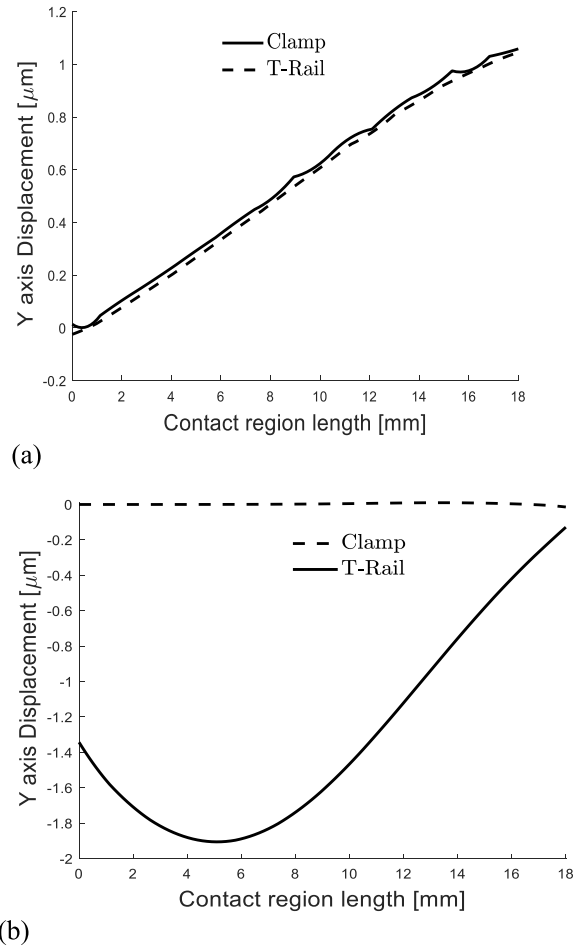 1.2
1
0.8
0.6
0.4
0.2
0
-0.2
Y axis Displacement [μm]
Clamp
T-Rail
0 2 4 6 8 10 12 14 16 18
Contact region length [mm]
(a)
0
-0.2
-0.4
-0.6
-0.8
-1
-1.2
-1.4
-1.6
-1.8
-2
Y axis Displacement [μm]
Clamp
T-Rail
0 2 4 6 8 10 12 14 16 18
Contact region length [mm]
(b)